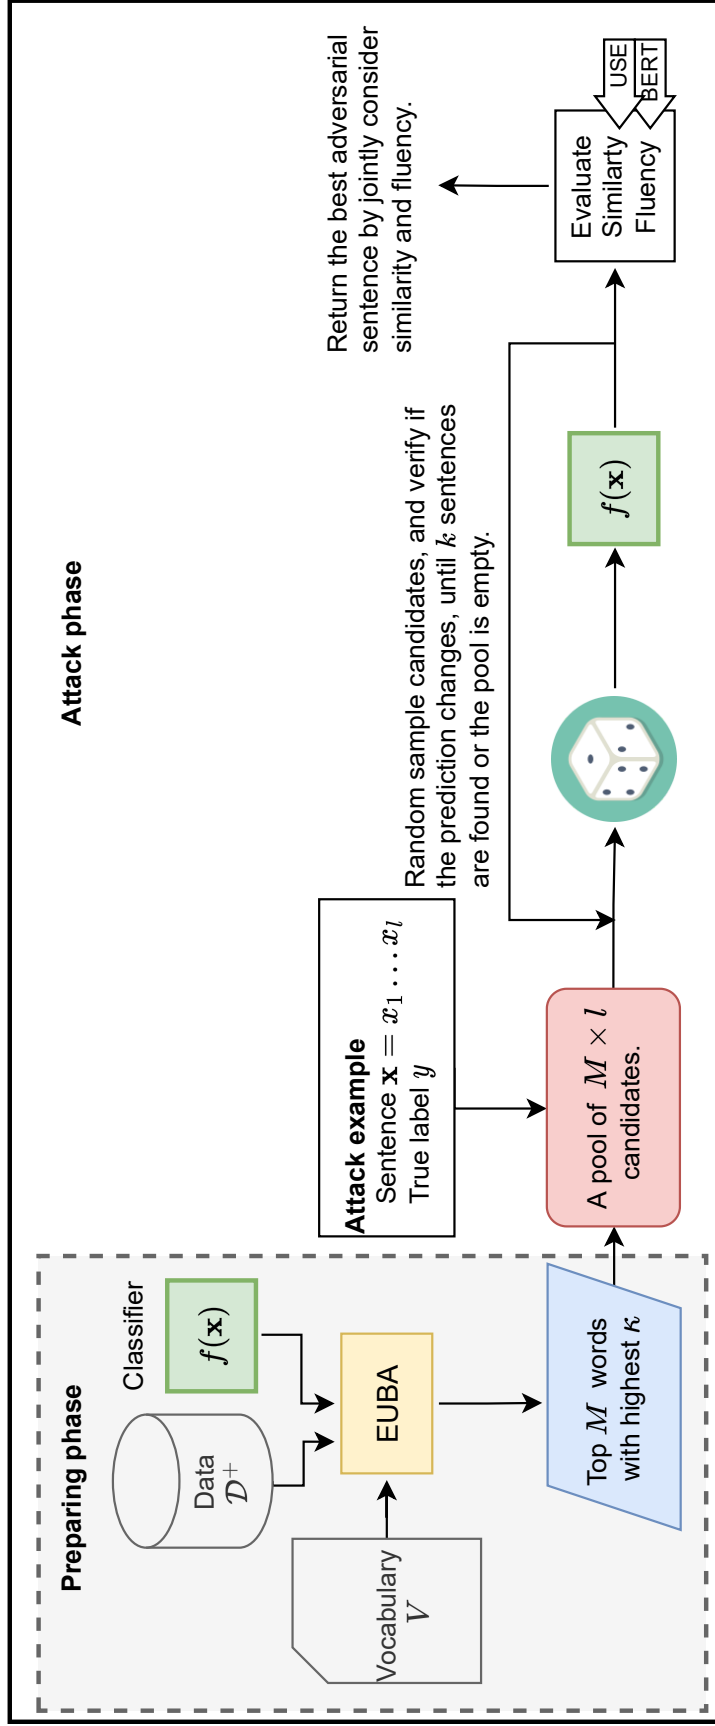 Preparing phase
Classifier
f(𝐱)
Data
𝒟⁺
Vocabulary
V
EUBA
Top M words
with highest κ
Attack phase
Attack example
Sentence 𝐱 = x₁ … xₗ
True label y
A pool of M × l
candidates.
Random sample candidates, and verify if
the prediction changes, until k sentences
are found or the pool is empty.
f(𝐱)
Return the best adversarial
sentence by jointly consider
similarity and fluency.
Evaluate
Similarty
Fluency
USE
BERT